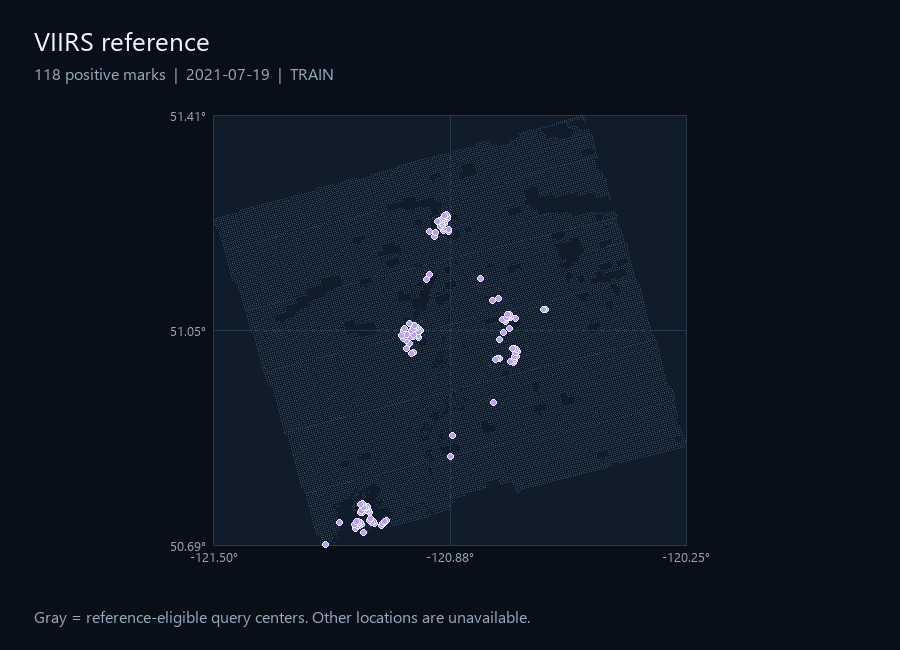 VIIRS reference
118 positive marks | 2021-07-19 | TRAIN
51.41°
51.05°
50.69°
-121.50° -120.88° -120.25°
Gray = reference-eligible query centers. Other locations are unavailable.